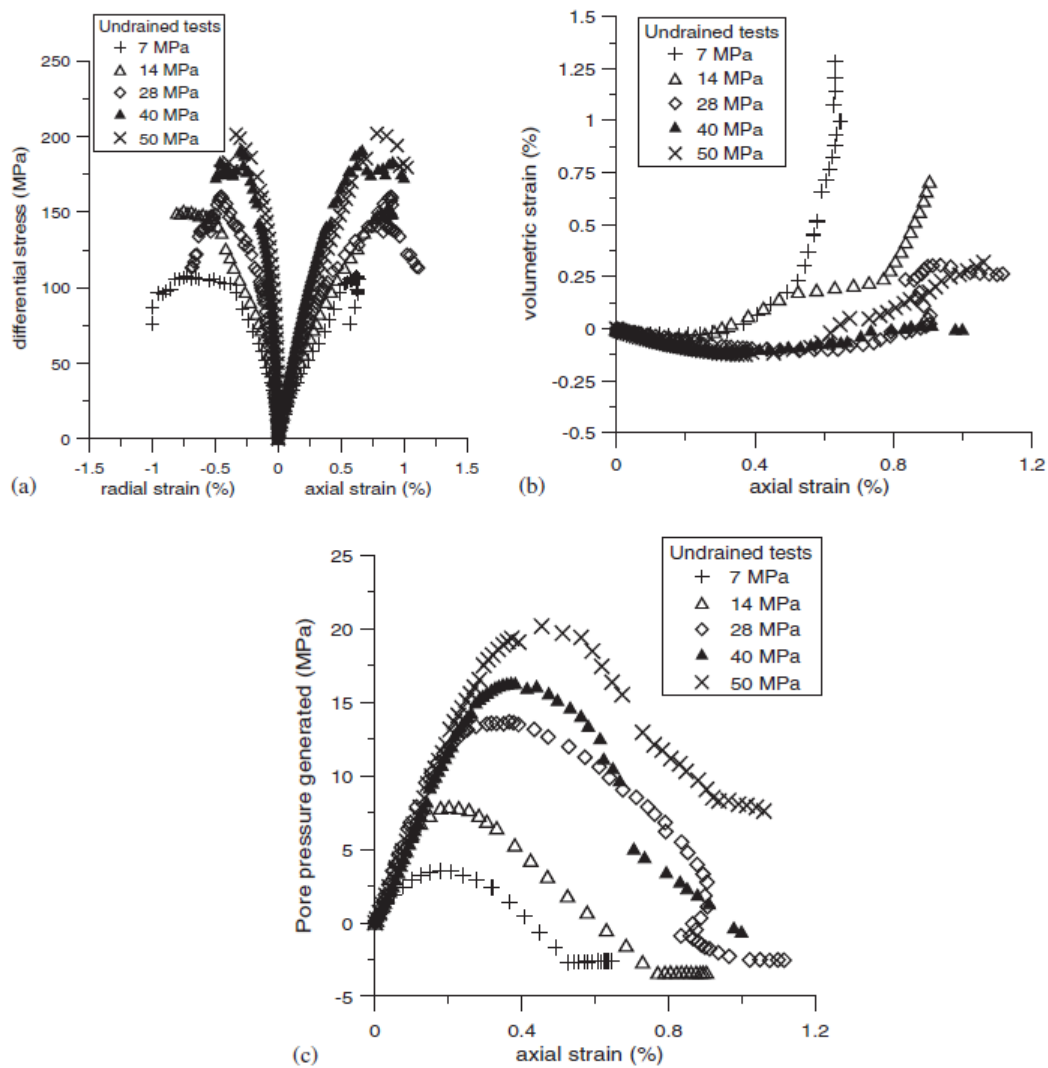 Undrained tests
7 MPa
14 MPa
28 MPa
40 MPa
50 MPa
250
200
150
100
50
0
differential stress (MPa)
-1.5 -1 -0.5 0 0.5 1 1.5
radial strain (%) axial strain (%)
(a)
Undrained tests
7 MPa
14 MPa
28 MPa
40 MPa
50 MPa
1.5
1.25
1
0.75
0.5
0.25
0
-0.25
-0.5
volumetric strain (%)
0 0.4 0.8 1.2
axial strain (%)
(b)
Undrained tests
7 MPa
14 MPa
28 MPa
40 MPa
50 MPa
25
20
15
10
5
0
-5
Pore pressure generated (MPa)
0 0.4 0.8 1.2
axial strain (%)
(c)